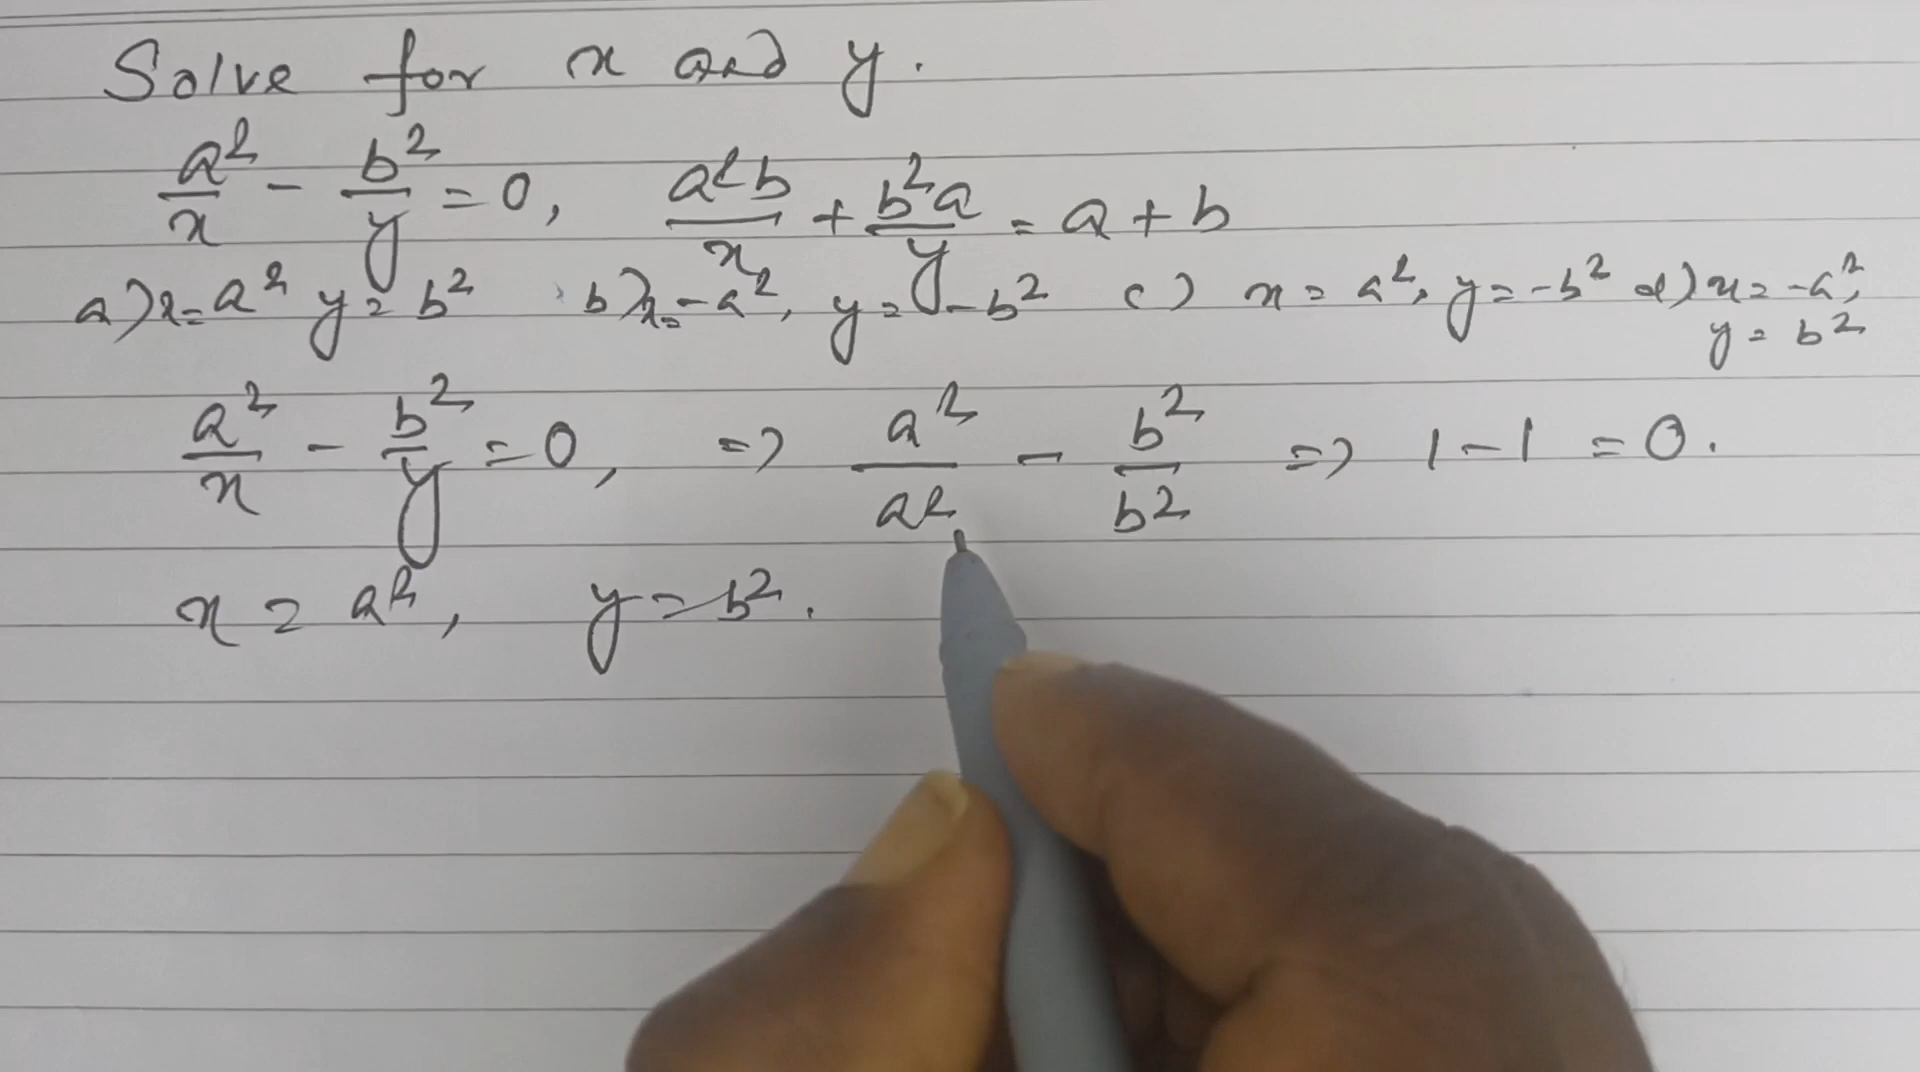 Solve for x and y.
a²/x - b²/y = 0, a²b/x + b²a/y = a + b
a) x = a² y = b² b) x = -a², y = -b² c) x = a², y = -b² d) x = -a²,
y = b²
a²/x - b²/y = 0, => a²/a² - b²/b² => 1 - 1 = 0.
x = a², y = b².